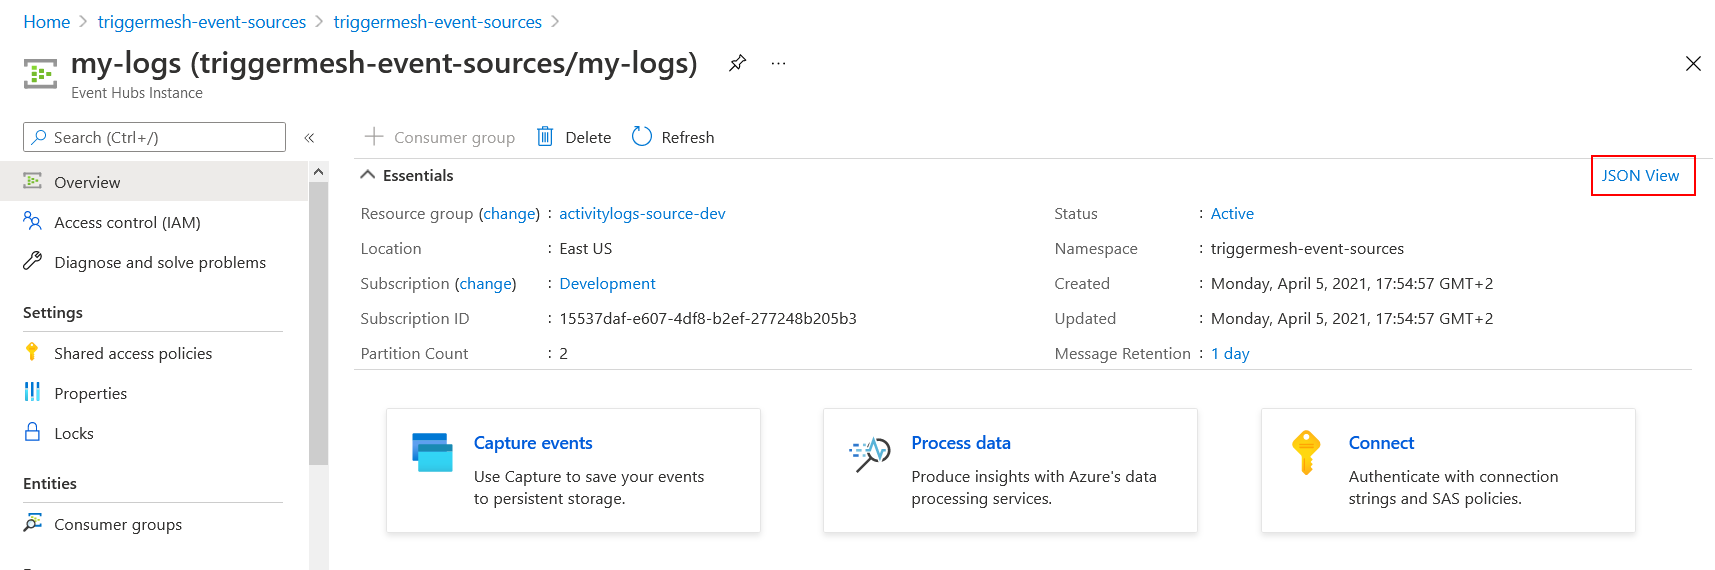 Home > triggermesh-event-sources > triggermesh-event-sources >
my-logs (triggermesh-event-sources/my-logs) ...
Event Hubs Instance
Search (Ctrl+/) «
Overview
Access control (IAM)
Diagnose and solve problems
Settings
Shared access policies
Properties
Locks
Entities
Consumer groups
+ Consumer group Delete Refresh
Essentials JSON View
Resource group (change) : activitylogs-source-dev
Location : East US
Subscription (change) : Development
Subscription ID : 15537daf-e607-4df8-b2ef-277248b205b3
Partition Count : 2
Status : Active
Namespace : triggermesh-event-sources
Created : Monday, April 5, 2021, 17:54:57 GMT+2
Updated : Monday, April 5, 2021, 17:54:57 GMT+2
Message Retention : 1 day
Capture events
Use Capture to save your events
to persistent storage.
Process data
Produce insights with Azure's data
processing services.
Connect
Authenticate with connection
strings and SAS policies.